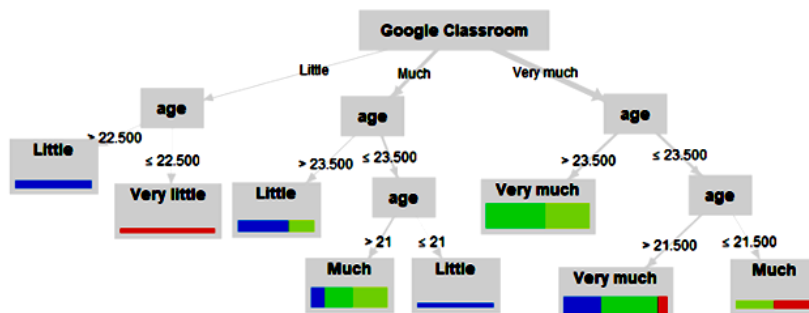 Google Classroom
Little
Much
Very much
age
age
age
> 22.500
≤ 22.500
> 23.500
≤ 23.500
> 23.500
≤ 23.500
Little
Very little
Little
age
Very much
age
> 21
≤ 21
> 21.500
≤ 21.500
Much
Little
Very much
Much